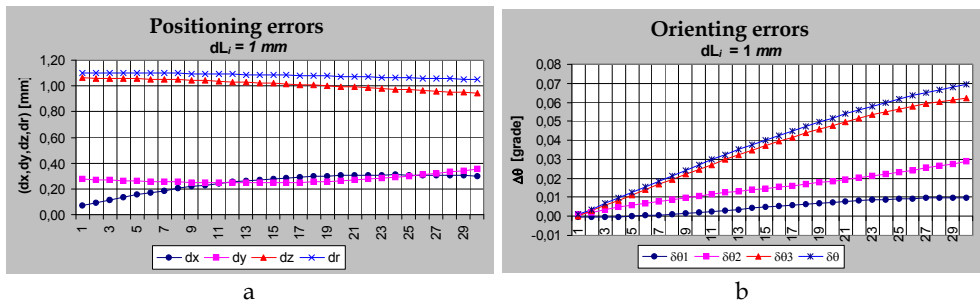 Positioning errors
dLi = 1 mm
(dx,dy,dz,dr) [mm]
1,20
1,00
0,80
0,60
0,40
0,20
0,00
1 3 5 7 9 11 13 15 17 19 21 23 25 27 29
dx dy dz dr
a
Orienting errors
dLi = 1 mm
Δθ [grade]
0,08
0,07
0,06
0,05
0,04
0,03
0,02
0,01
0,00
-0,01
1 3 5 7 9 11 13 15 17 19 21 23 25 27 29
δθ1 δθ2 δθ3 δθ
b